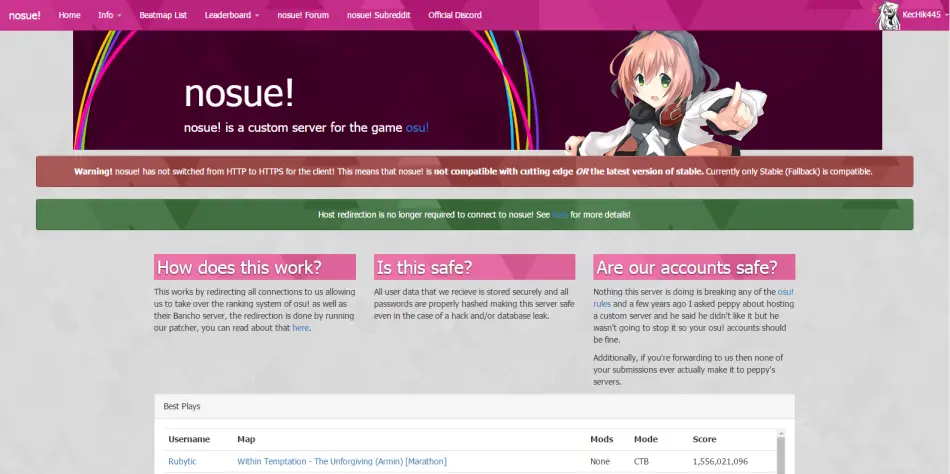 nosue! Home Info Beatmap List Leaderboard nosue! Forum nosue! Subreddit Official Discord KecHik445
nosue!
nosue! is a custom server for the game osu!
Warning! nosue! has not switched from HTTP to HTTPS for the client! This means that nosue! is not compatible with cutting edge OR the latest version of stable. Currently only Stable (Fallback) is compatible.
Host redirection is no longer required to connect to nosue! See here for more details!
How does this work?
This works by redirecting all connections to us allowing
us to take over the ranking system of osu! as well as
their Bancho server, the redirection is done by running
our patcher, you can read about that here.
Is this safe?
All user data that we recieve is stored securely and all
passwords are properly hashed making this server safe
even in the case of a hack and/or database leak.
Are our accounts safe?
Nothing this server is doing is breaking any of the osu!
rules and a few years ago I asked peppy about hosting
a custom server and he said he didn't like it but he
wasn't going to stop it so your osu! accounts should
be fine.
Additionally, if you're forwarding to us then none of
your submissions ever actually make it to peppy's
servers.
Best Plays
Username Map Mods Mode Score
Rubytic Within Temptation - The Unforgiving (Armin) [Marathon] None CTB 1,556,021,096